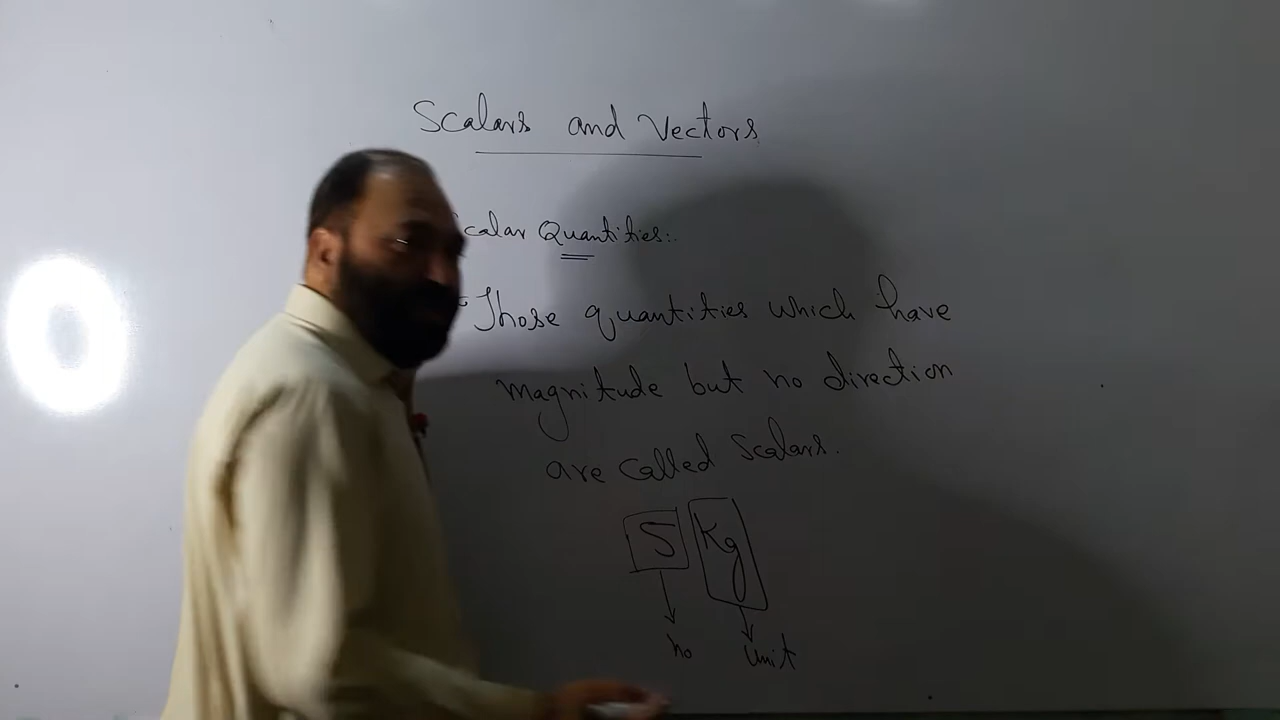 Scalars and Vectors
calar Quantities:
Those quantities which have
magnitude but no direction
are called Scalars.
5 Kg
no unit